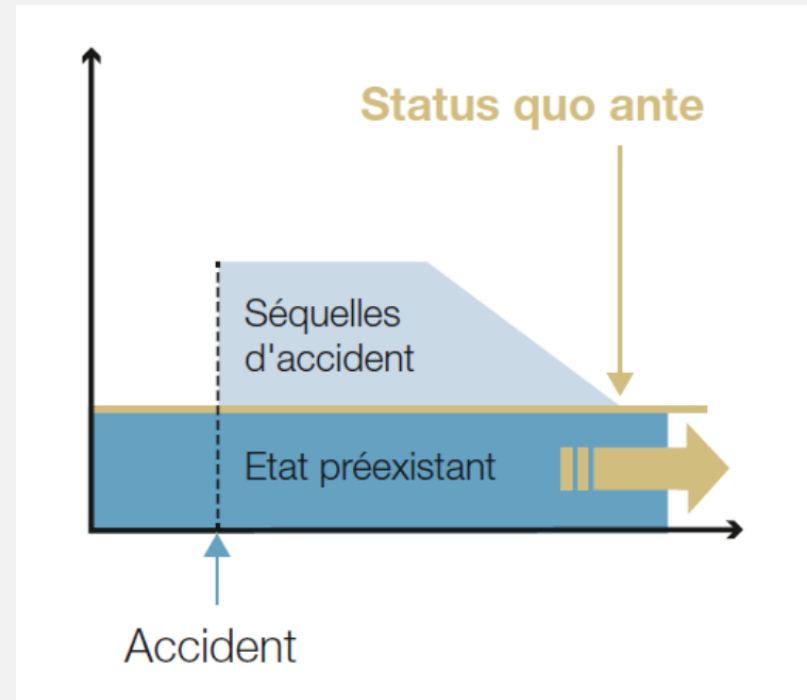 Status quo ante
Séquelles
d'accident
Etat préexistant
Accident